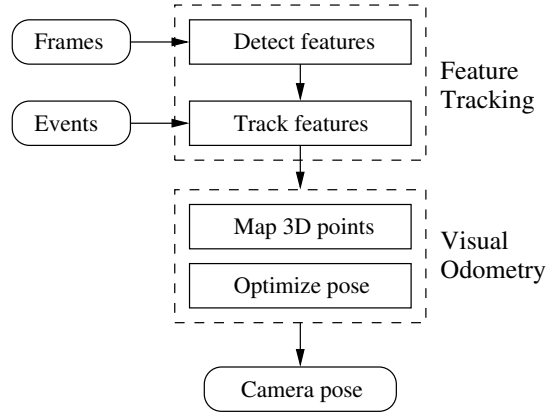 Frames
Detect features
Feature
Tracking
Events
Track features
Map 3D points
Visual
Odometry
Optimize pose
Camera pose